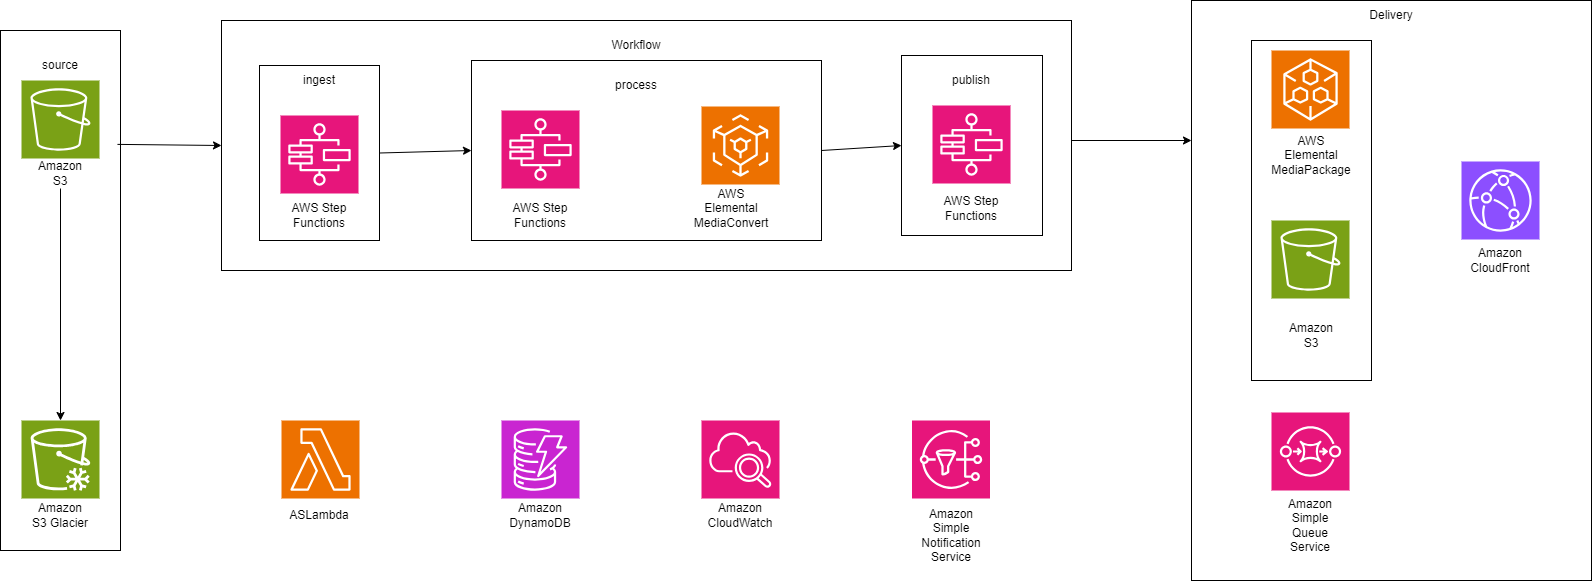 source
Amazon
S3
Amazon
S3 Glacier
Workflow
ingest
AWS Step
Functions
process
AWS Step
Functions
AWS
Elemental
MediaConvert
publish
AWS Step
Functions
ASLambda
Amazon
DynamoDB
Amazon
CloudWatch
Amazon
Simple
Notification
Service
Delivery
AWS
Elemental
MediaPackage
Amazon
S3
Amazon
CloudFront
Amazon
Simple
Queue
Service